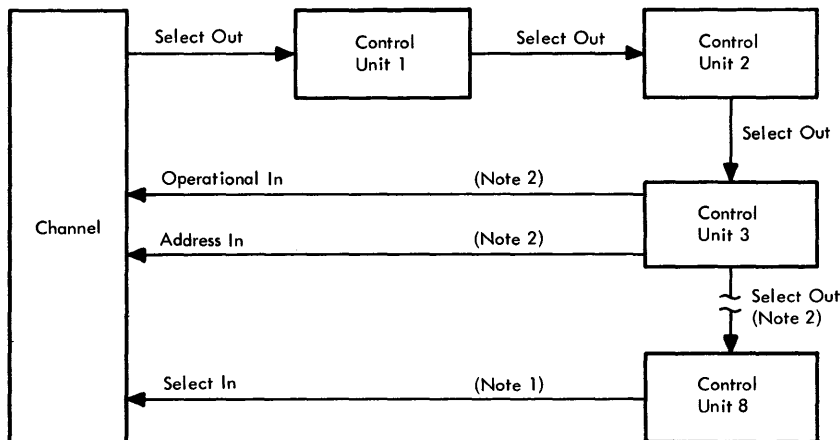 Select Out
Control
Unit 1
Select Out
Control
Unit 2
Select Out
Operational In
(Note 2)
Channel
Control
Unit 3
Address In
(Note 2)
Select Out
(Note 2)
Select In
(Note 1)
Control
Unit 8